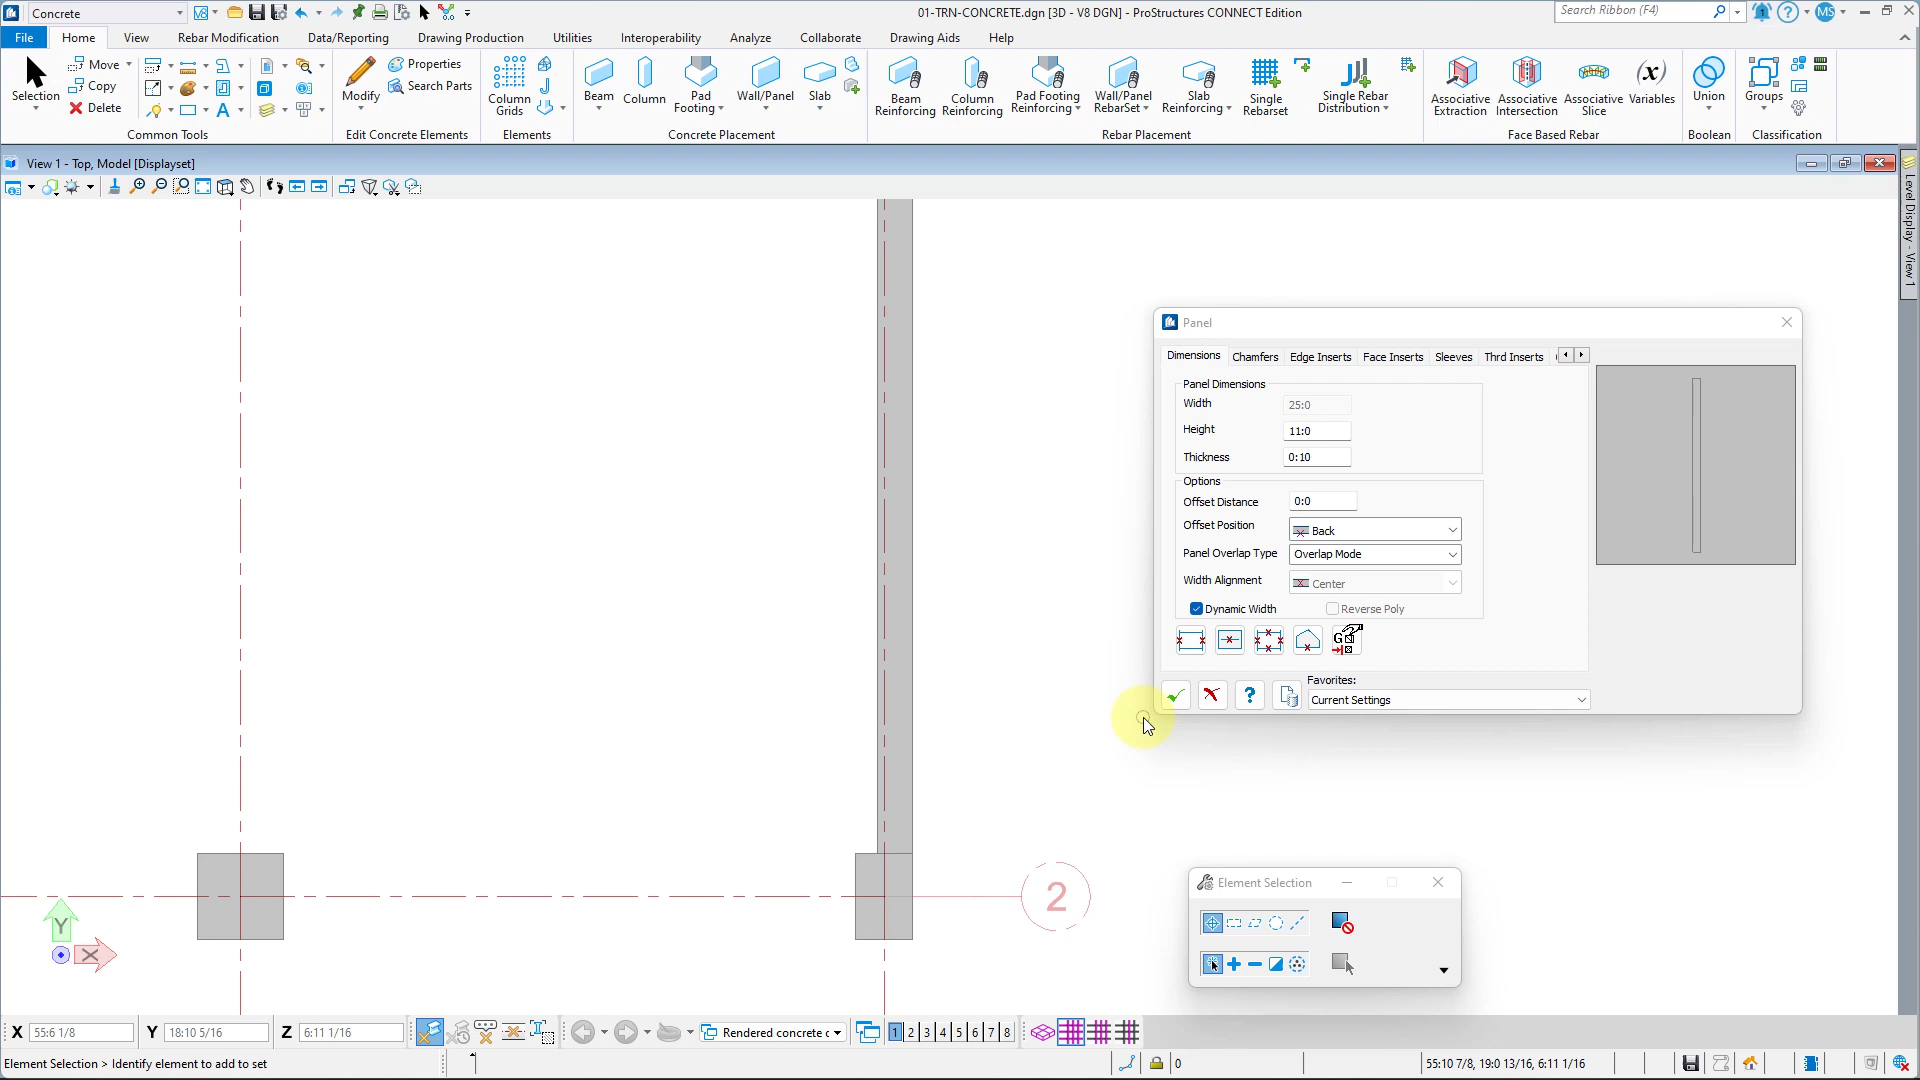 Concrete
01-TRN-CONCRETE.dgn [3D - V8 DGN] - ProStructures CONNECT Edition
Search Ribbon (F4)
MS
File
Home
View
Rebar Modification
Data/Reporting
Drawing Production
Utilities
Interoperability
Analyze
Collaborate
Drawing Aids
Help
Selection
Move
Copy
Delete
Common Tools
Modify
Properties
Search Parts
Edit Concrete Elements
Column
Grids
Elements
Beam
Column
Pad
Footing
Wall/Panel
Slab
Concrete Placement
Beam
Reinforcing
Column
Reinforcing
Pad Footing
Reinforcing
Wall/Panel
RebarSet
Slab
Reinforcing
Single
Rebarset
Single Rebar
Distribution
Rebar Placement
Associative
Extraction
Associative
Intersection
Associative
Slice
Variables
Face Based Rebar
Union
Boolean
Groups
Classification
View 1 - Top, Model [Displayset]
Level Display - View 1
Panel
Dimensions
Chamfers
Edge Inserts
Face Inserts
Sleeves
Thrd Inserts
Panel Dimensions
Width
25:0
Height
11:0
Thickness
0:10
Options
Offset Distance
0:0
Offset Position
Back
Panel Overlap Type
Overlap Mode
Width Alignment
Center
Dynamic Width
Reverse Poly
Favorites:
Current Settings
2
Y
X
Element Selection
X
55:6 1/8
Y
18:10 5/16
Z
6:11 1/16
Rendered concrete c
1 2 3 4 5 6 7 8
Element Selection > Identify element to add to set
0
55:10 7/8, 19:0 13/16, 6:11 1/16